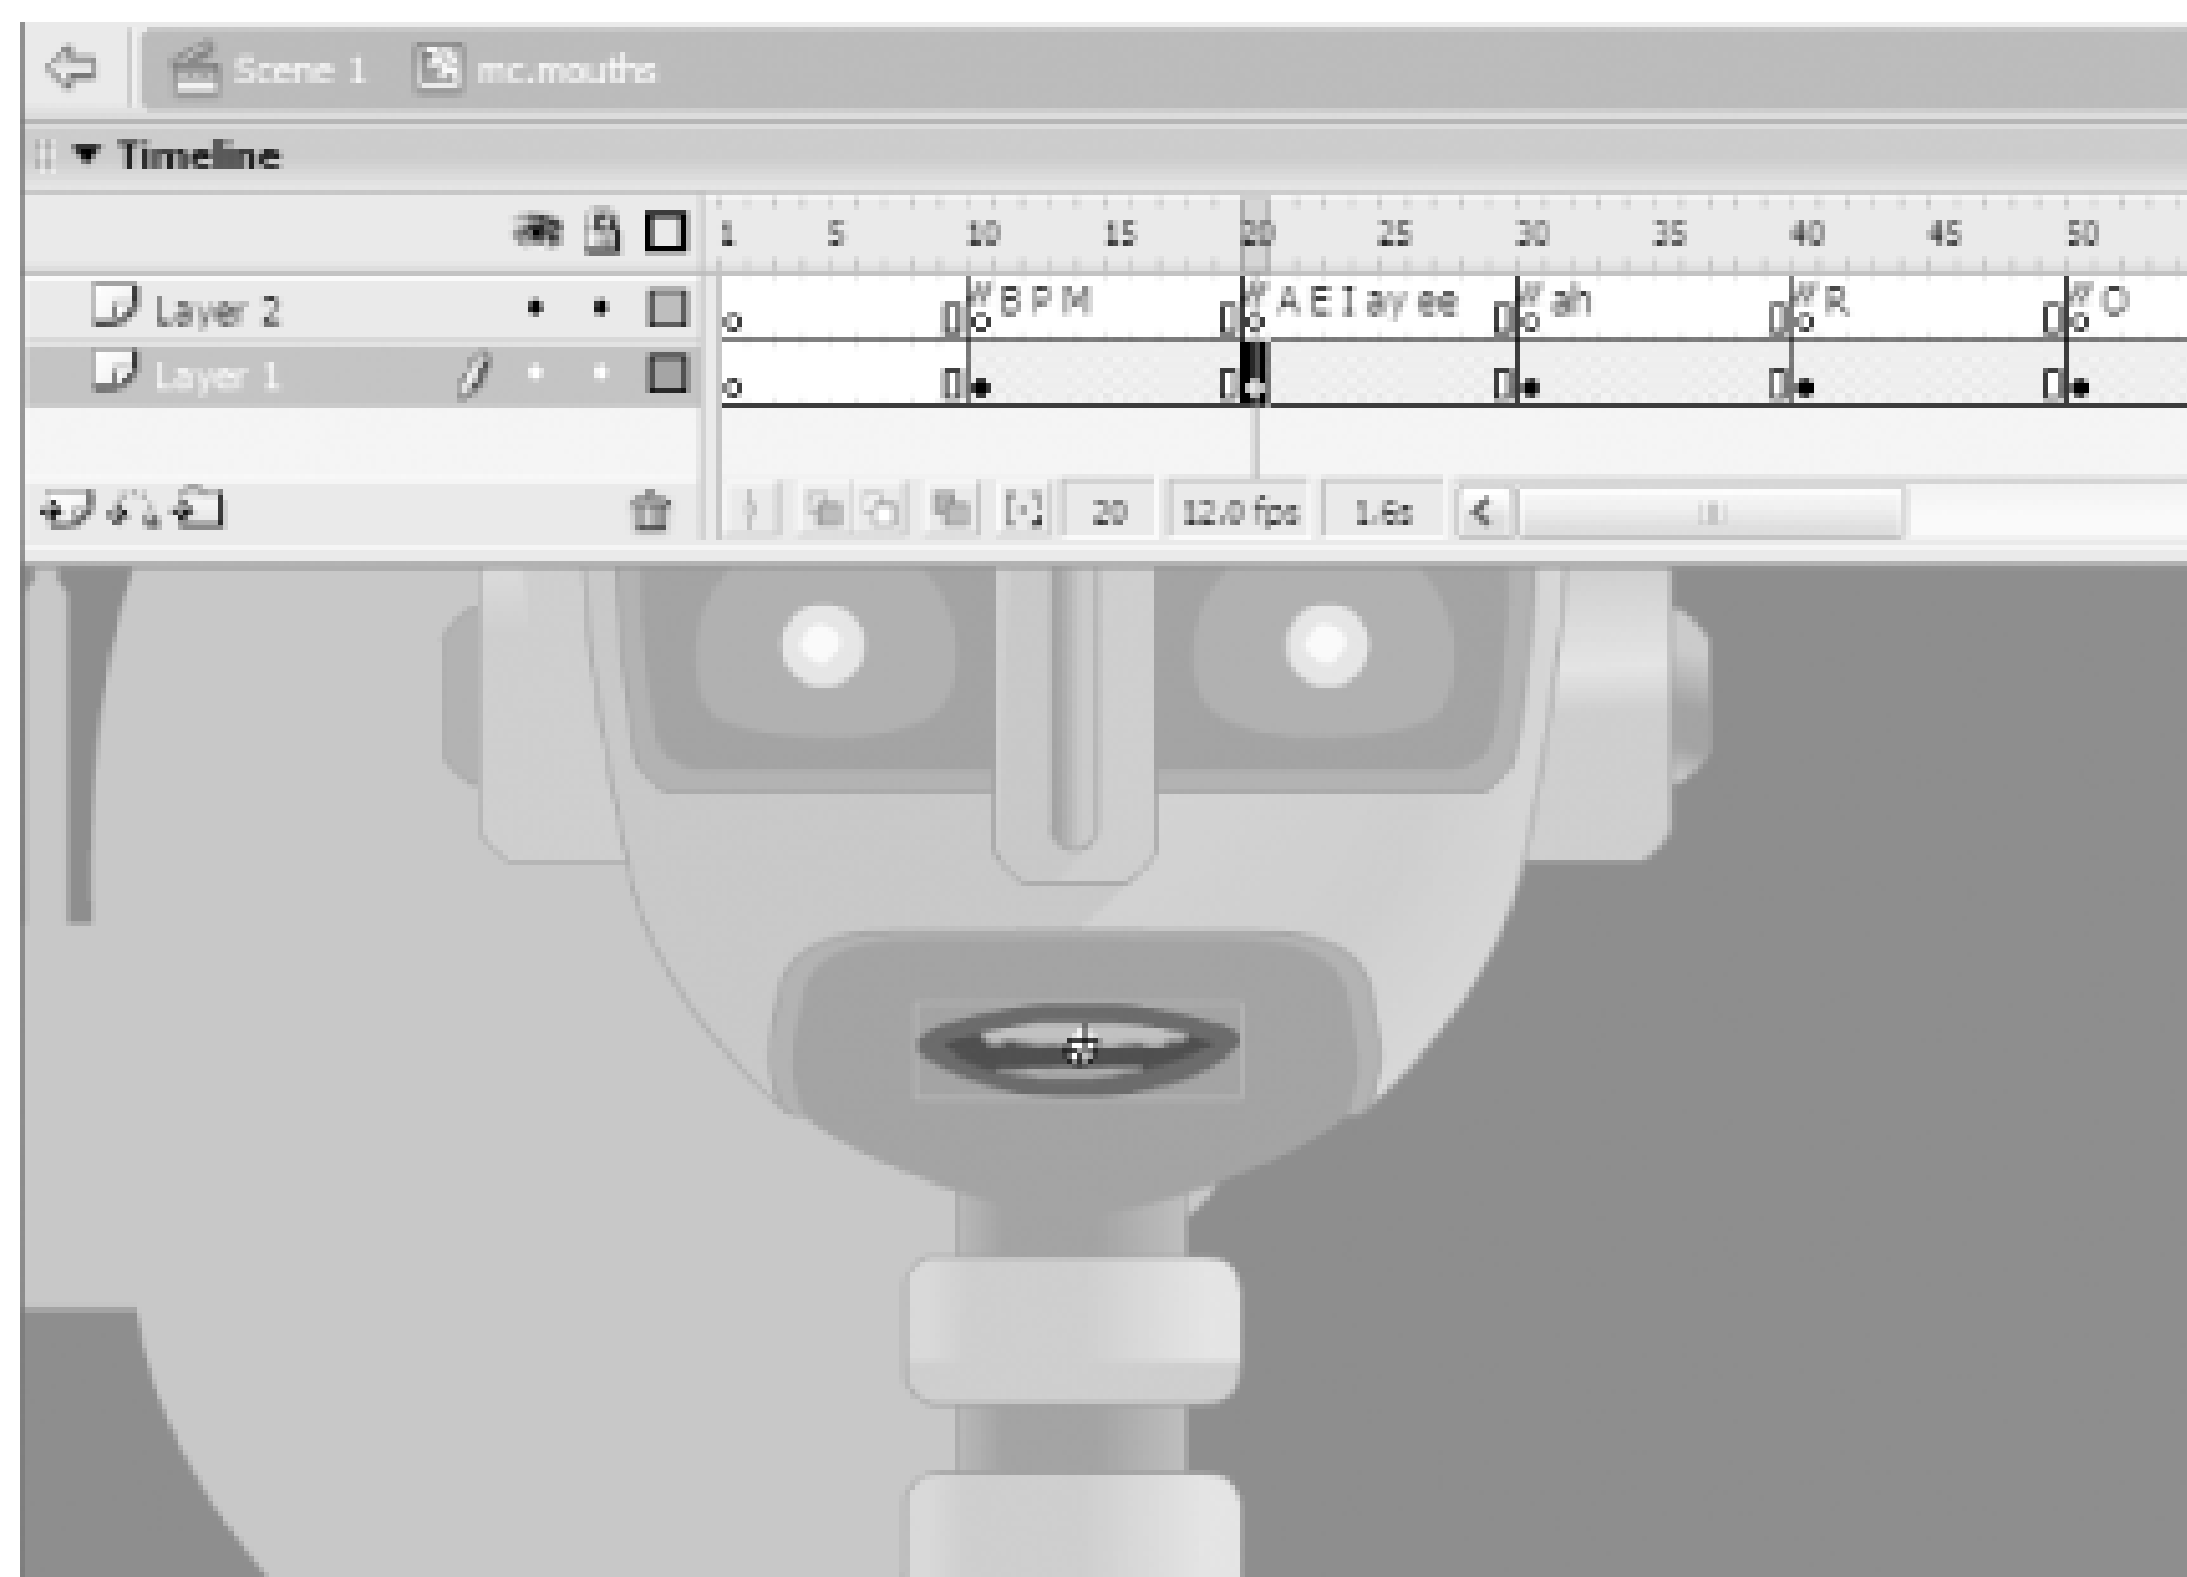 Scene 1 mc.mouths
Timeline
1 5 10 15 20 25 30 35 40 45 50
Layer 2 B P M A E I ay ee ah R O
Layer 1
20 12.0 fps 1.6s